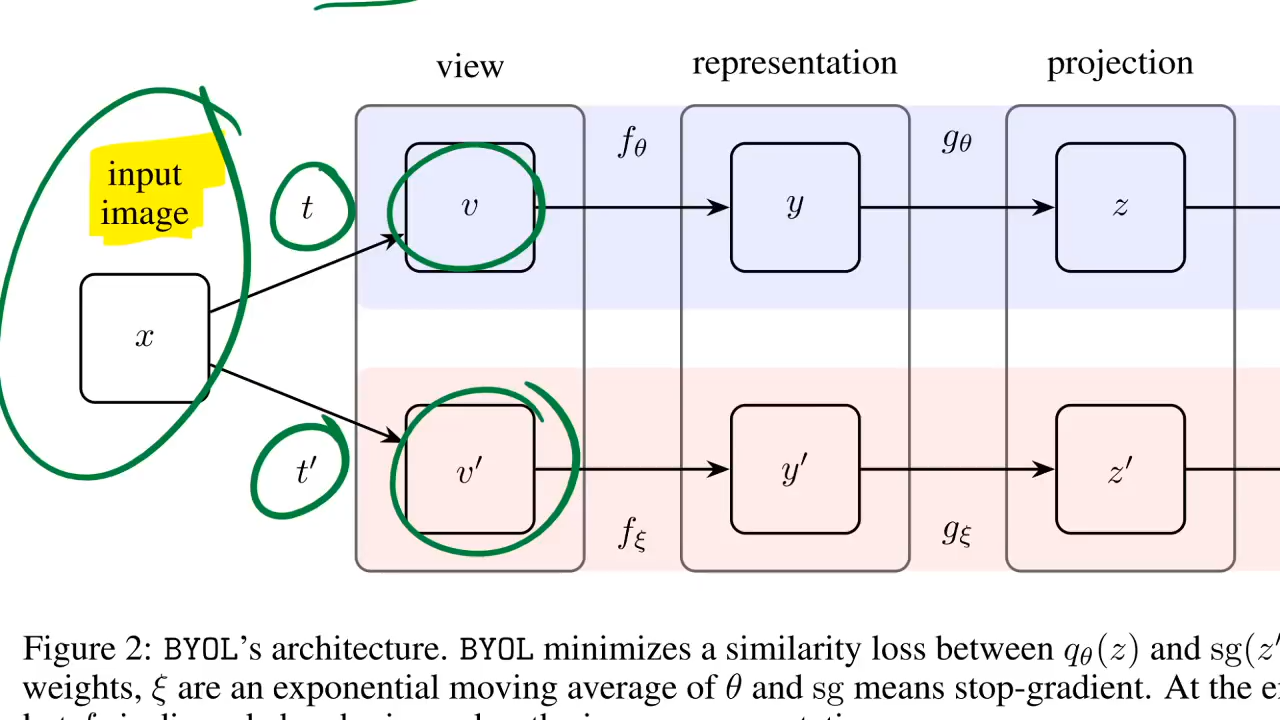 view
representation
projection
input
image
t
f_θ
g_θ
v
y
z
x
t′
v′
y′
z′
f_ξ
g_ξ
Figure 2: BYOL's architecture. BYOL minimizes a similarity loss between q_θ(z) and sg(z′
weights, ξ are an exponential moving average of θ and sg means stop-gradient. At the e